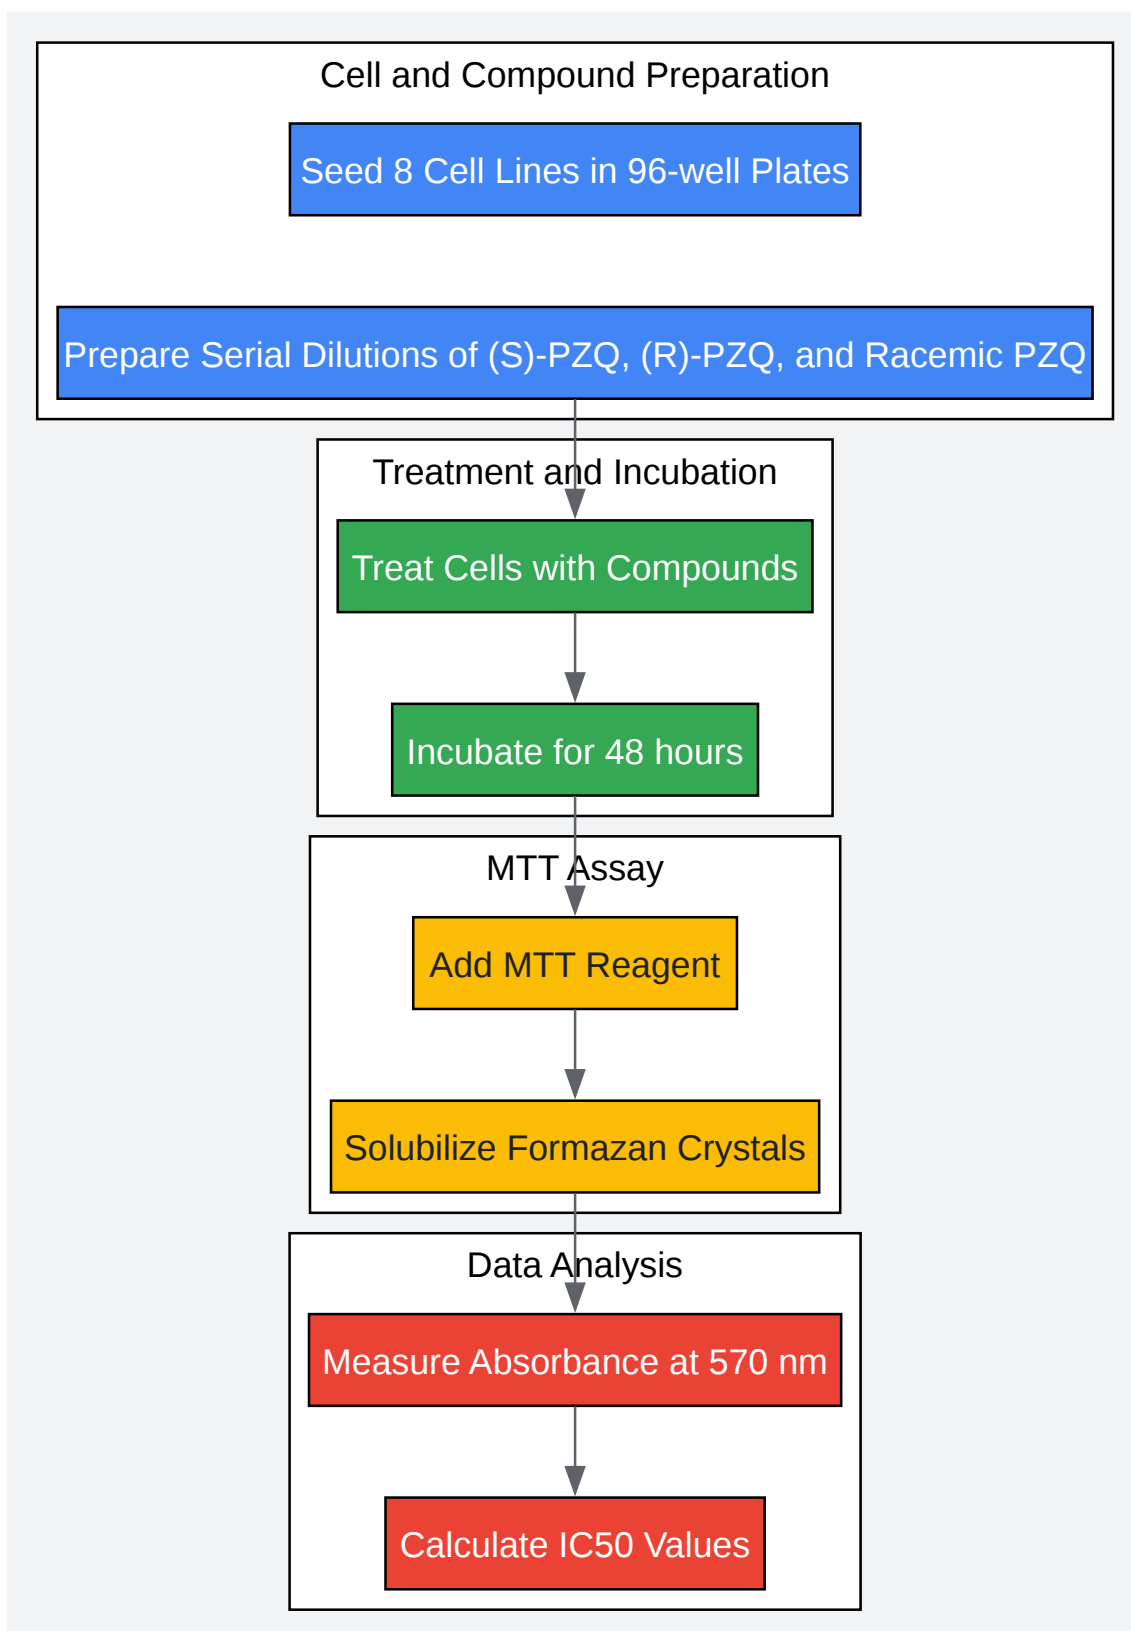 Cell and Compound Preparation
Seed 8 Cell Lines in 96-well Plates
Prepare Serial Dilutions of (S)-PZQ, (R)-PZQ, and Racemic PZQ
Treatment and Incubation
Treat Cells with Compounds
Incubate for 48 hours
MTT Assay
Add MTT Reagent
Solubilize Formazan Crystals
Data Analysis
Measure Absorbance at 570 nm
Calculate IC50 Values